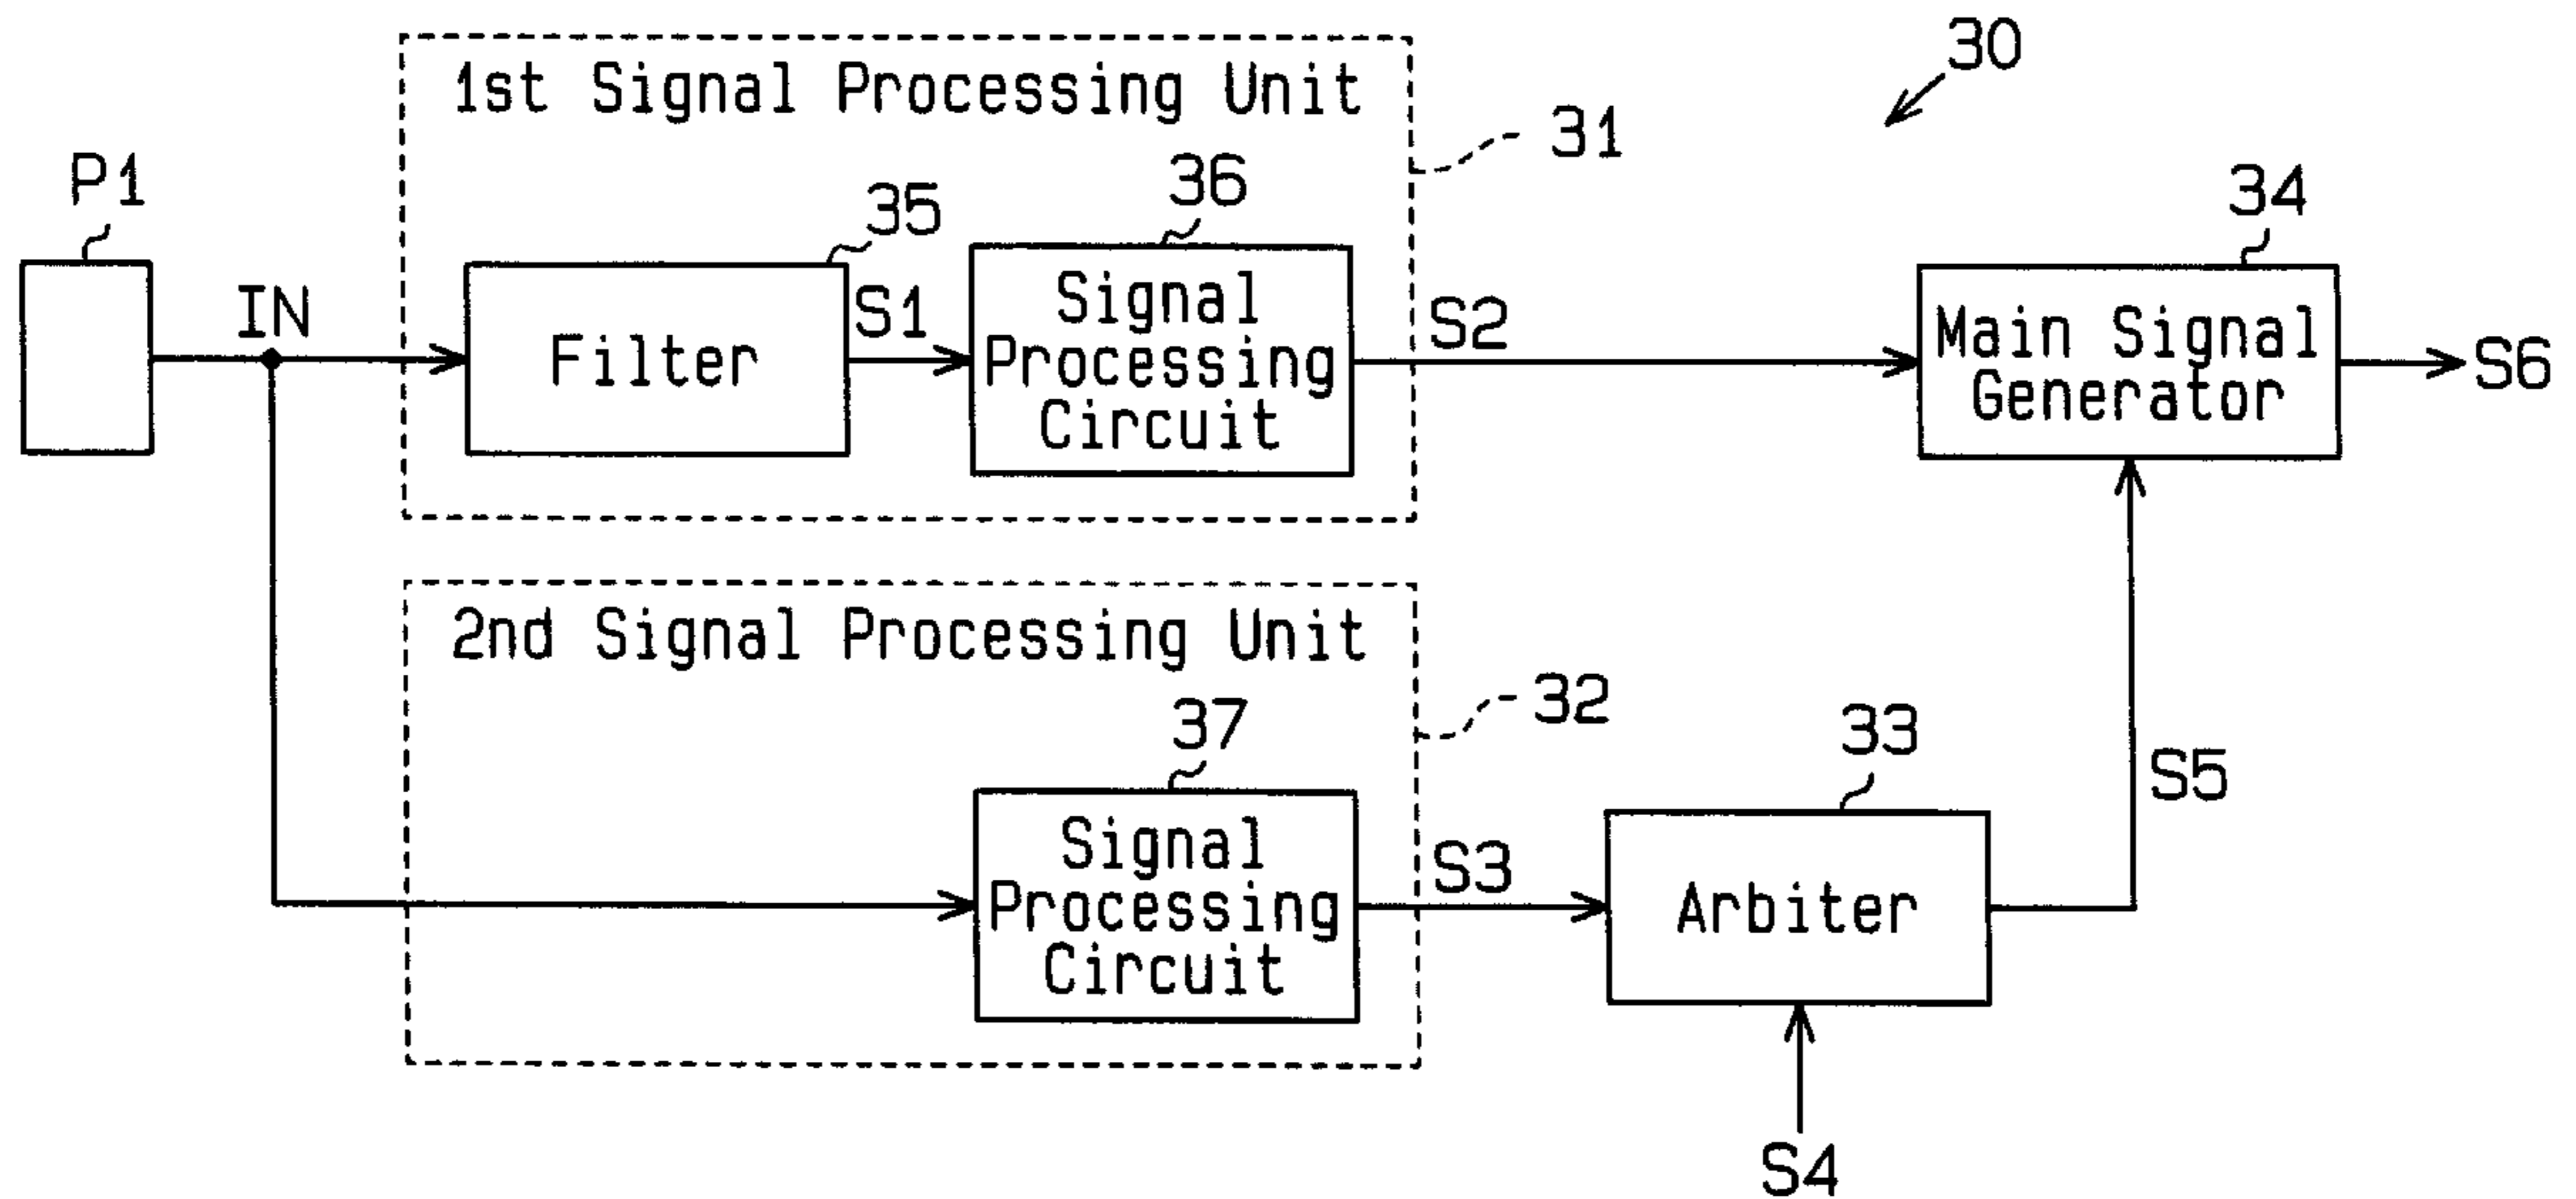 30
1st Signal Processing Unit
31
P1
36
35
34
IN
S1
Signal
Processing
Circuit
S2
Filter
Main Signal
Generator
S6
2nd Signal Processing Unit
32
37
33
S5
Signal
Processing
Circuit
S3
Arbiter
S4